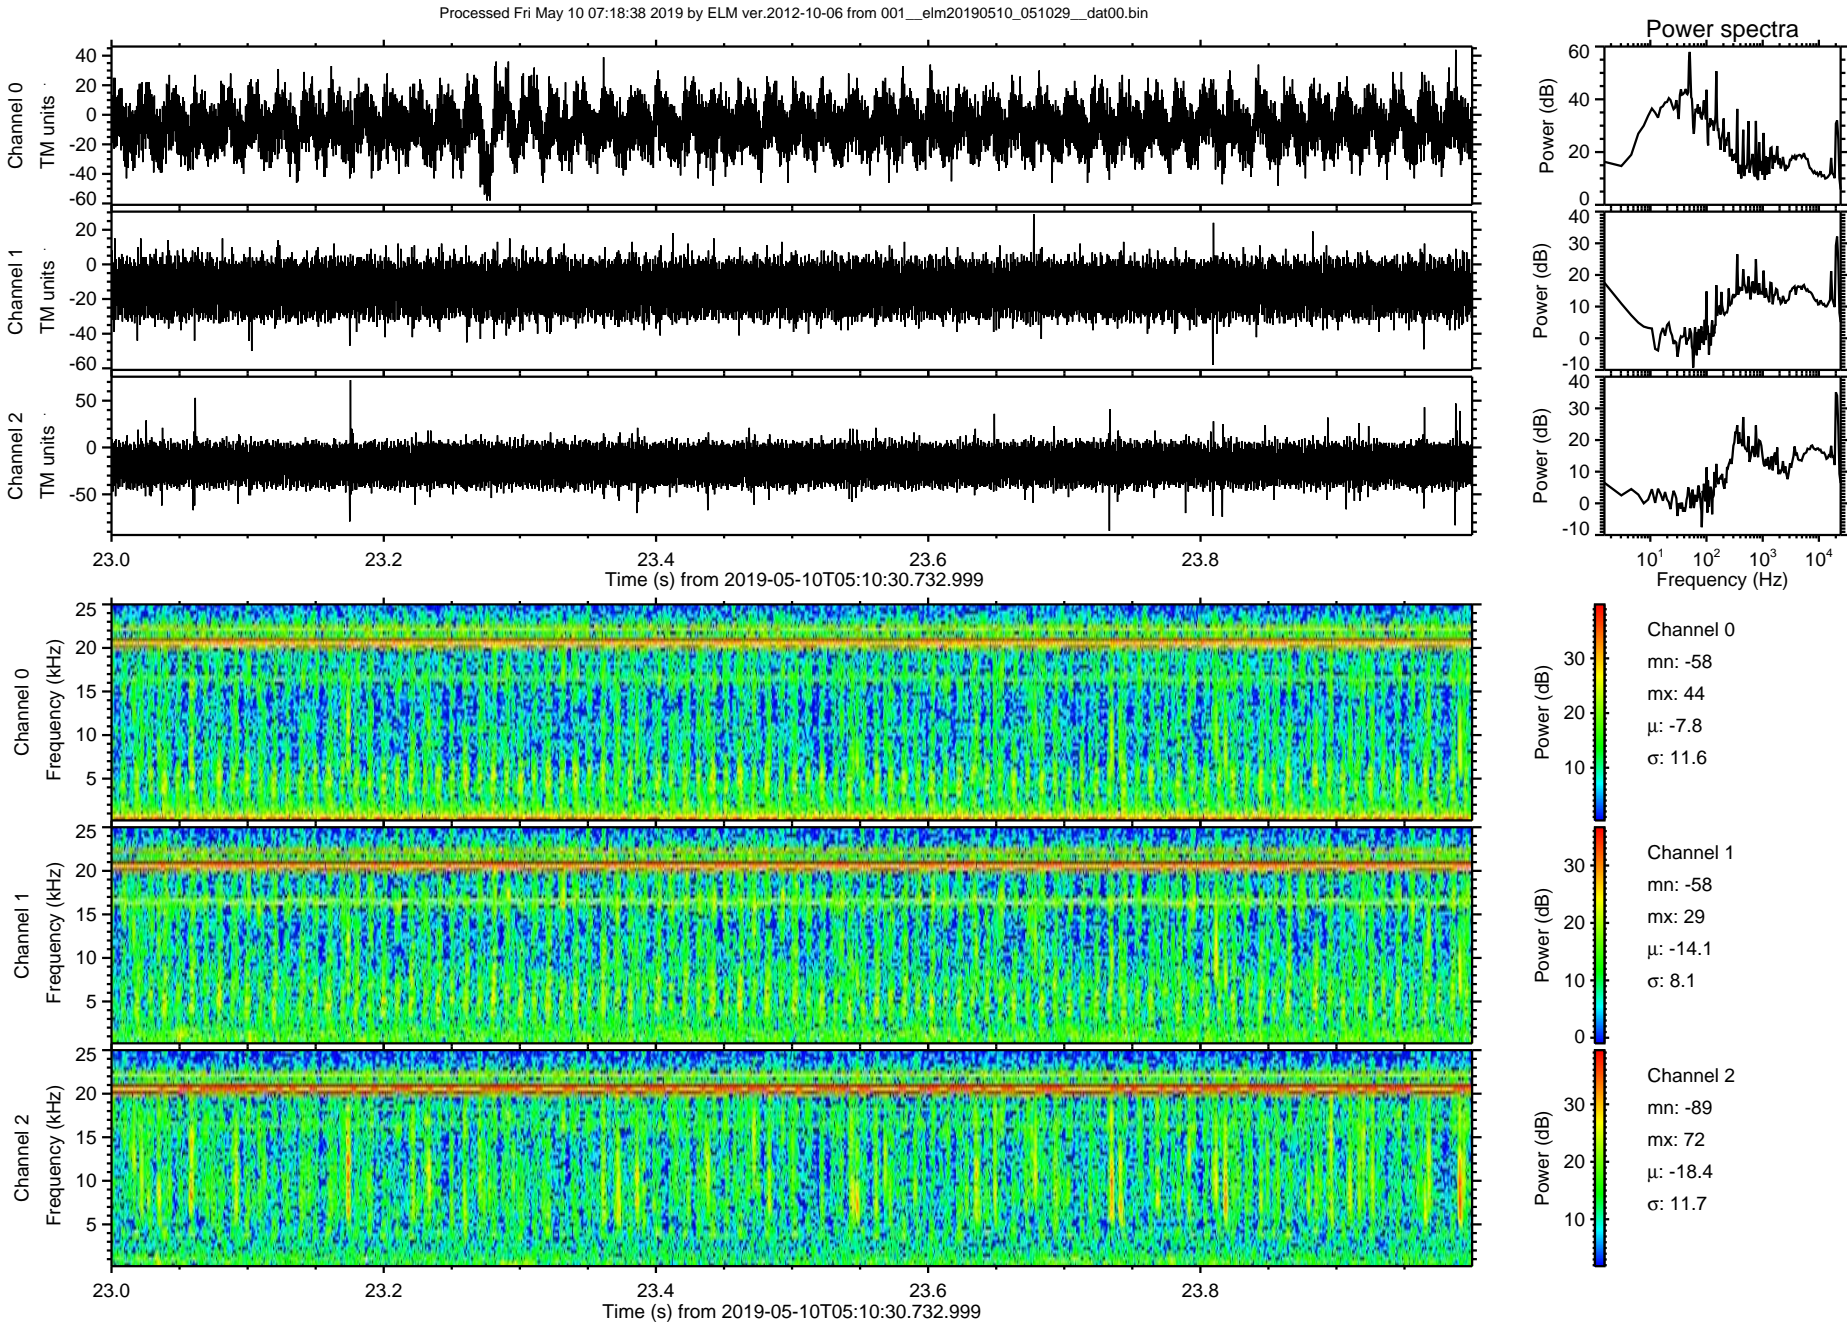 Processed Fri May 10 07:18:38 2019 by ELM ver.2012-10-06 from 001__elm20190510_051029__dat00.bin
Power spectra
Channel 0
TM units
40
20
0
-20
-40
-60
Power (dB)
60
40
20
0
Channel 1
TM units
20
0
-20
-40
-60
Power (dB)
40
30
20
10
0
-10
Channel 2
TM units
50
0
-50
Power (dB)
40
30
20
10
0
-10
23.0 23.2 23.4 23.6 23.8
Time (s) from 2019-05-10T05:10:30.732.999
10^1 10^2 10^3 10^4
Frequency (Hz)
Channel 0
Frequency (kHz)
25
20
15
10
5
Power (dB)
30
20
10
Channel 0
mn: -58
mx: 44
μ: -7.8
σ: 11.6
Channel 1
Frequency (kHz)
25
20
15
10
5
Power (dB)
30
20
10
0
Channel 1
mn: -58
mx: 29
μ: -14.1
σ: 8.1
Channel 2
Frequency (kHz)
25
20
15
10
5
Power (dB)
30
20
10
Channel 2
mn: -89
mx: 72
μ: -18.4
σ: 11.7
23.0 23.2 23.4 23.6 23.8
Time (s) from 2019-05-10T05:10:30.732.999